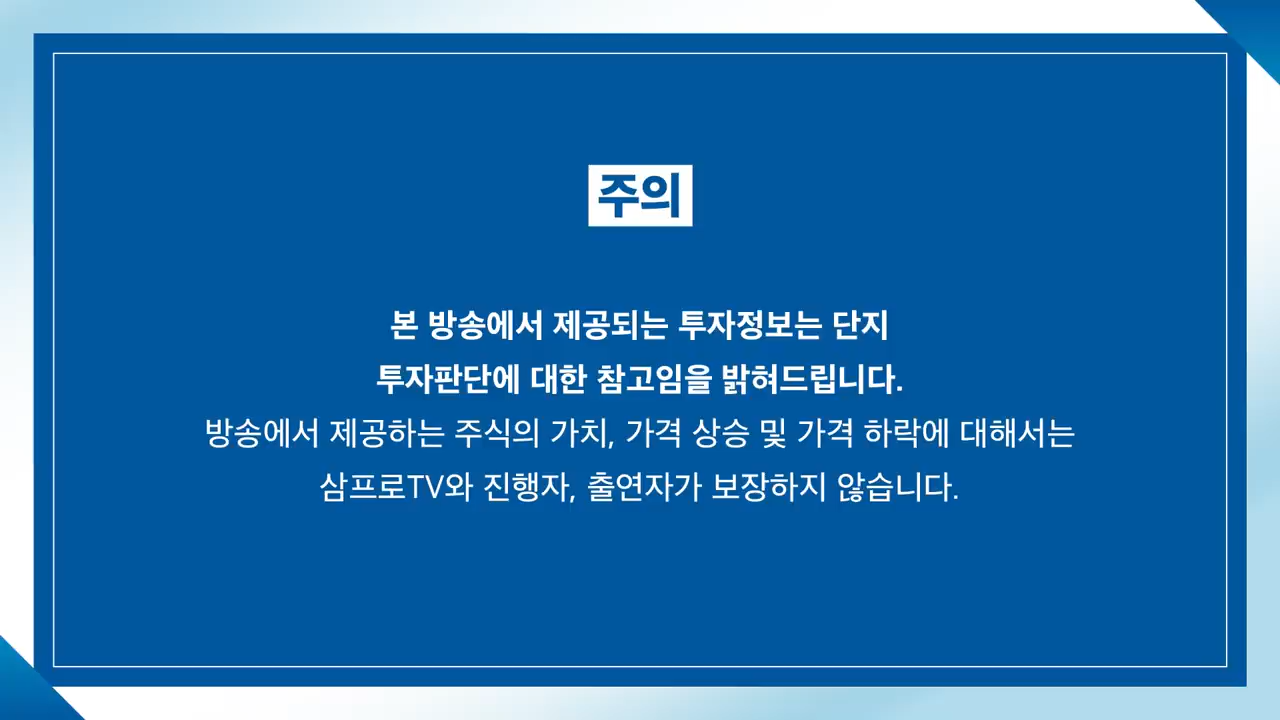 주의
본 방송에서 제공되는 투자정보는 단지
투자판단에 대한 참고임을 밝혀드립니다.
방송에서 제공하는 주식의 가치, 가격 상승 및 가격 하락에 대해서는
삼프로TV와 진행자, 출연자가 보장하지 않습니다.